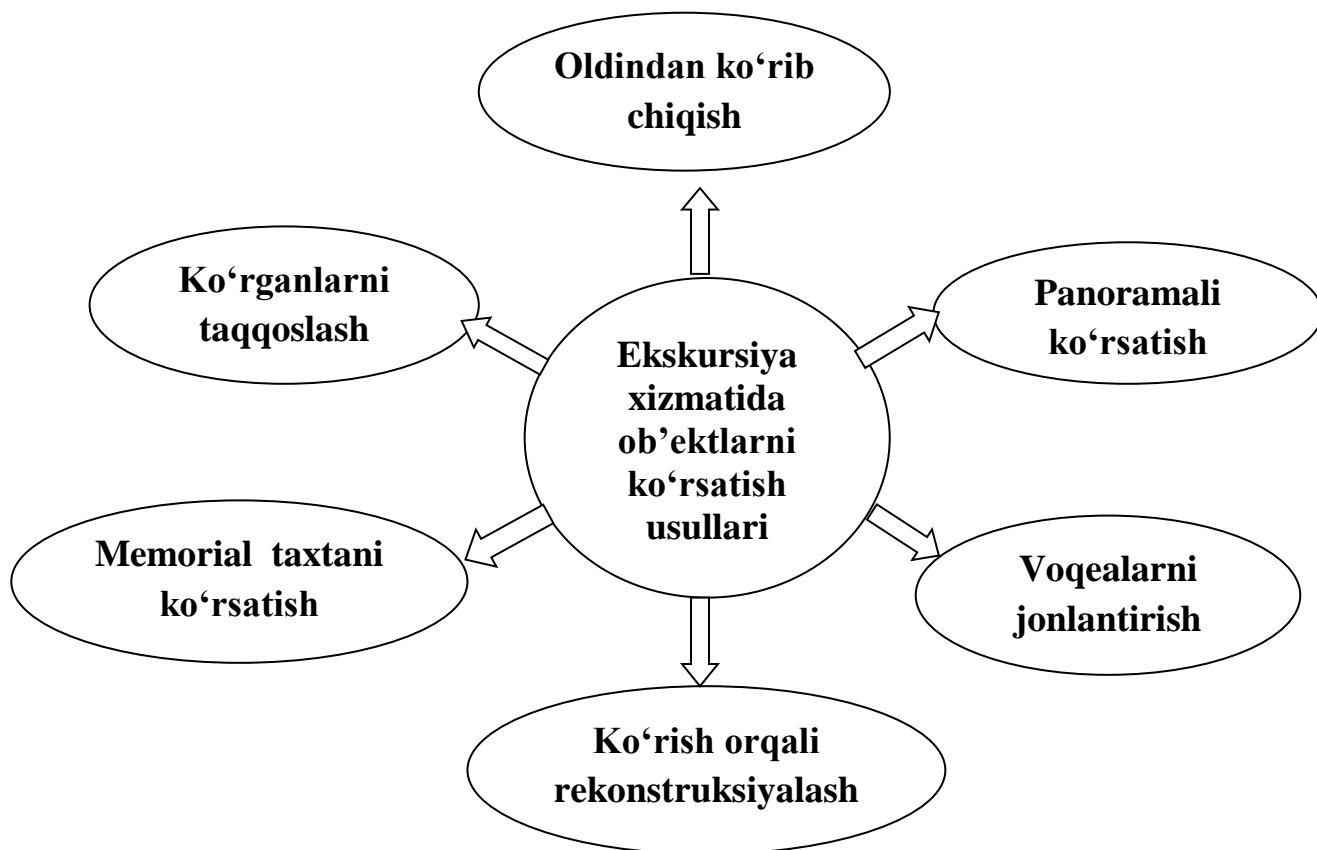 Oldindan ko‘rib
chiqish
Ko‘rganlarni
taqqoslash
Panoramali
ko‘rsatish
Ekskursiya
xizmatida
ob’ektlarni
ko‘rsatish
usullari
Memorial taxtani
ko‘rsatish
Voqealarni
jonlantirish
Ko‘rish orqali
rekonstruksiyalash